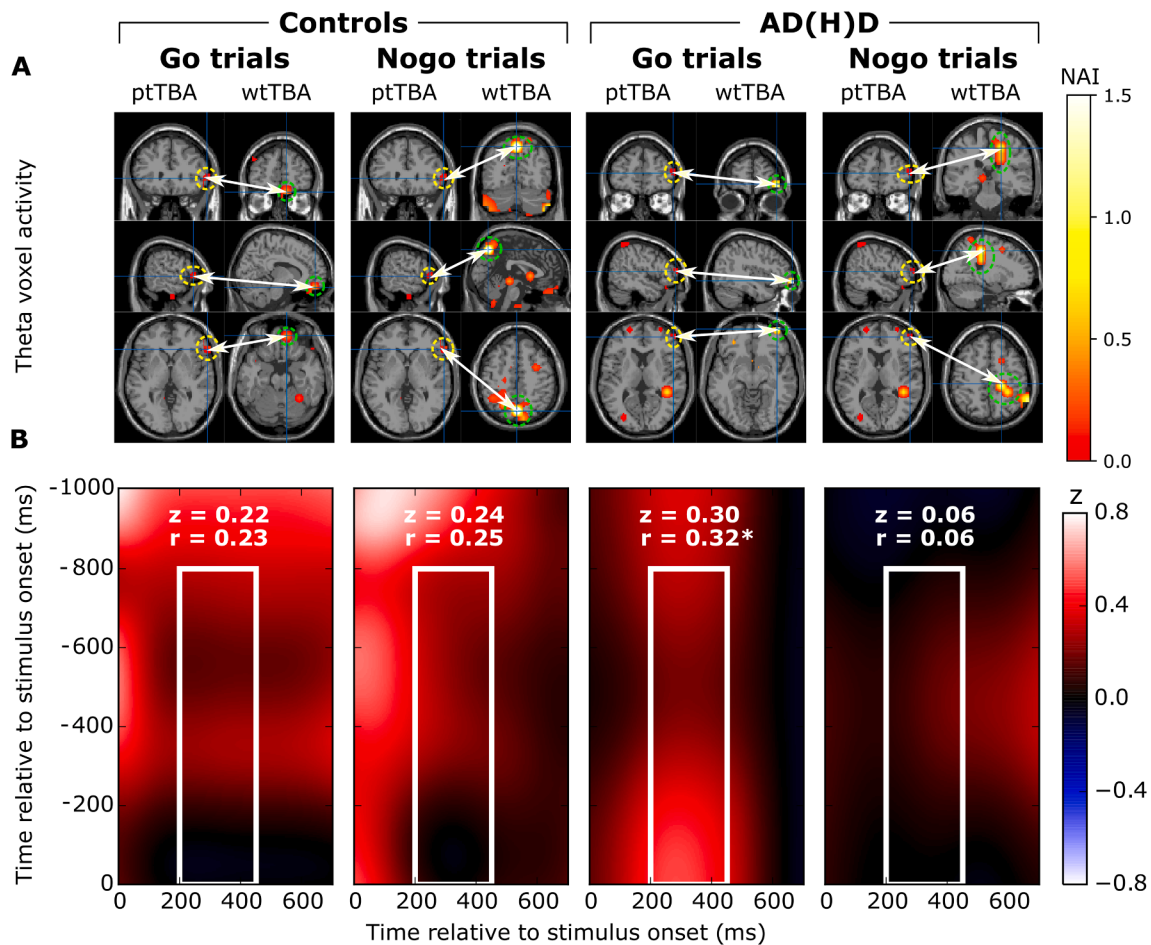 Controls
AD(H)D
A
Go trials
Nogo trials
Go trials
Nogo trials
NAI
ptTBA
wtTBA
ptTBA
wtTBA
ptTBA
wtTBA
ptTBA
wtTBA
1.5
1.0
0.5
0.0
Theta voxel activity
B
Time relative to stimulus onset (ms)
-1000
-800
-600
-400
-200
0
z = 0.22
r = 0.23
z = 0.24
r = 0.25
z = 0.30
r = 0.32*
z = 0.06
r = 0.06
Z
0.8
0.4
0.0
−0.4
−0.8
0 200 400 600
0 200 400 600
0 200 400 600
0 200 400 600
Time relative to stimulus onset (ms)